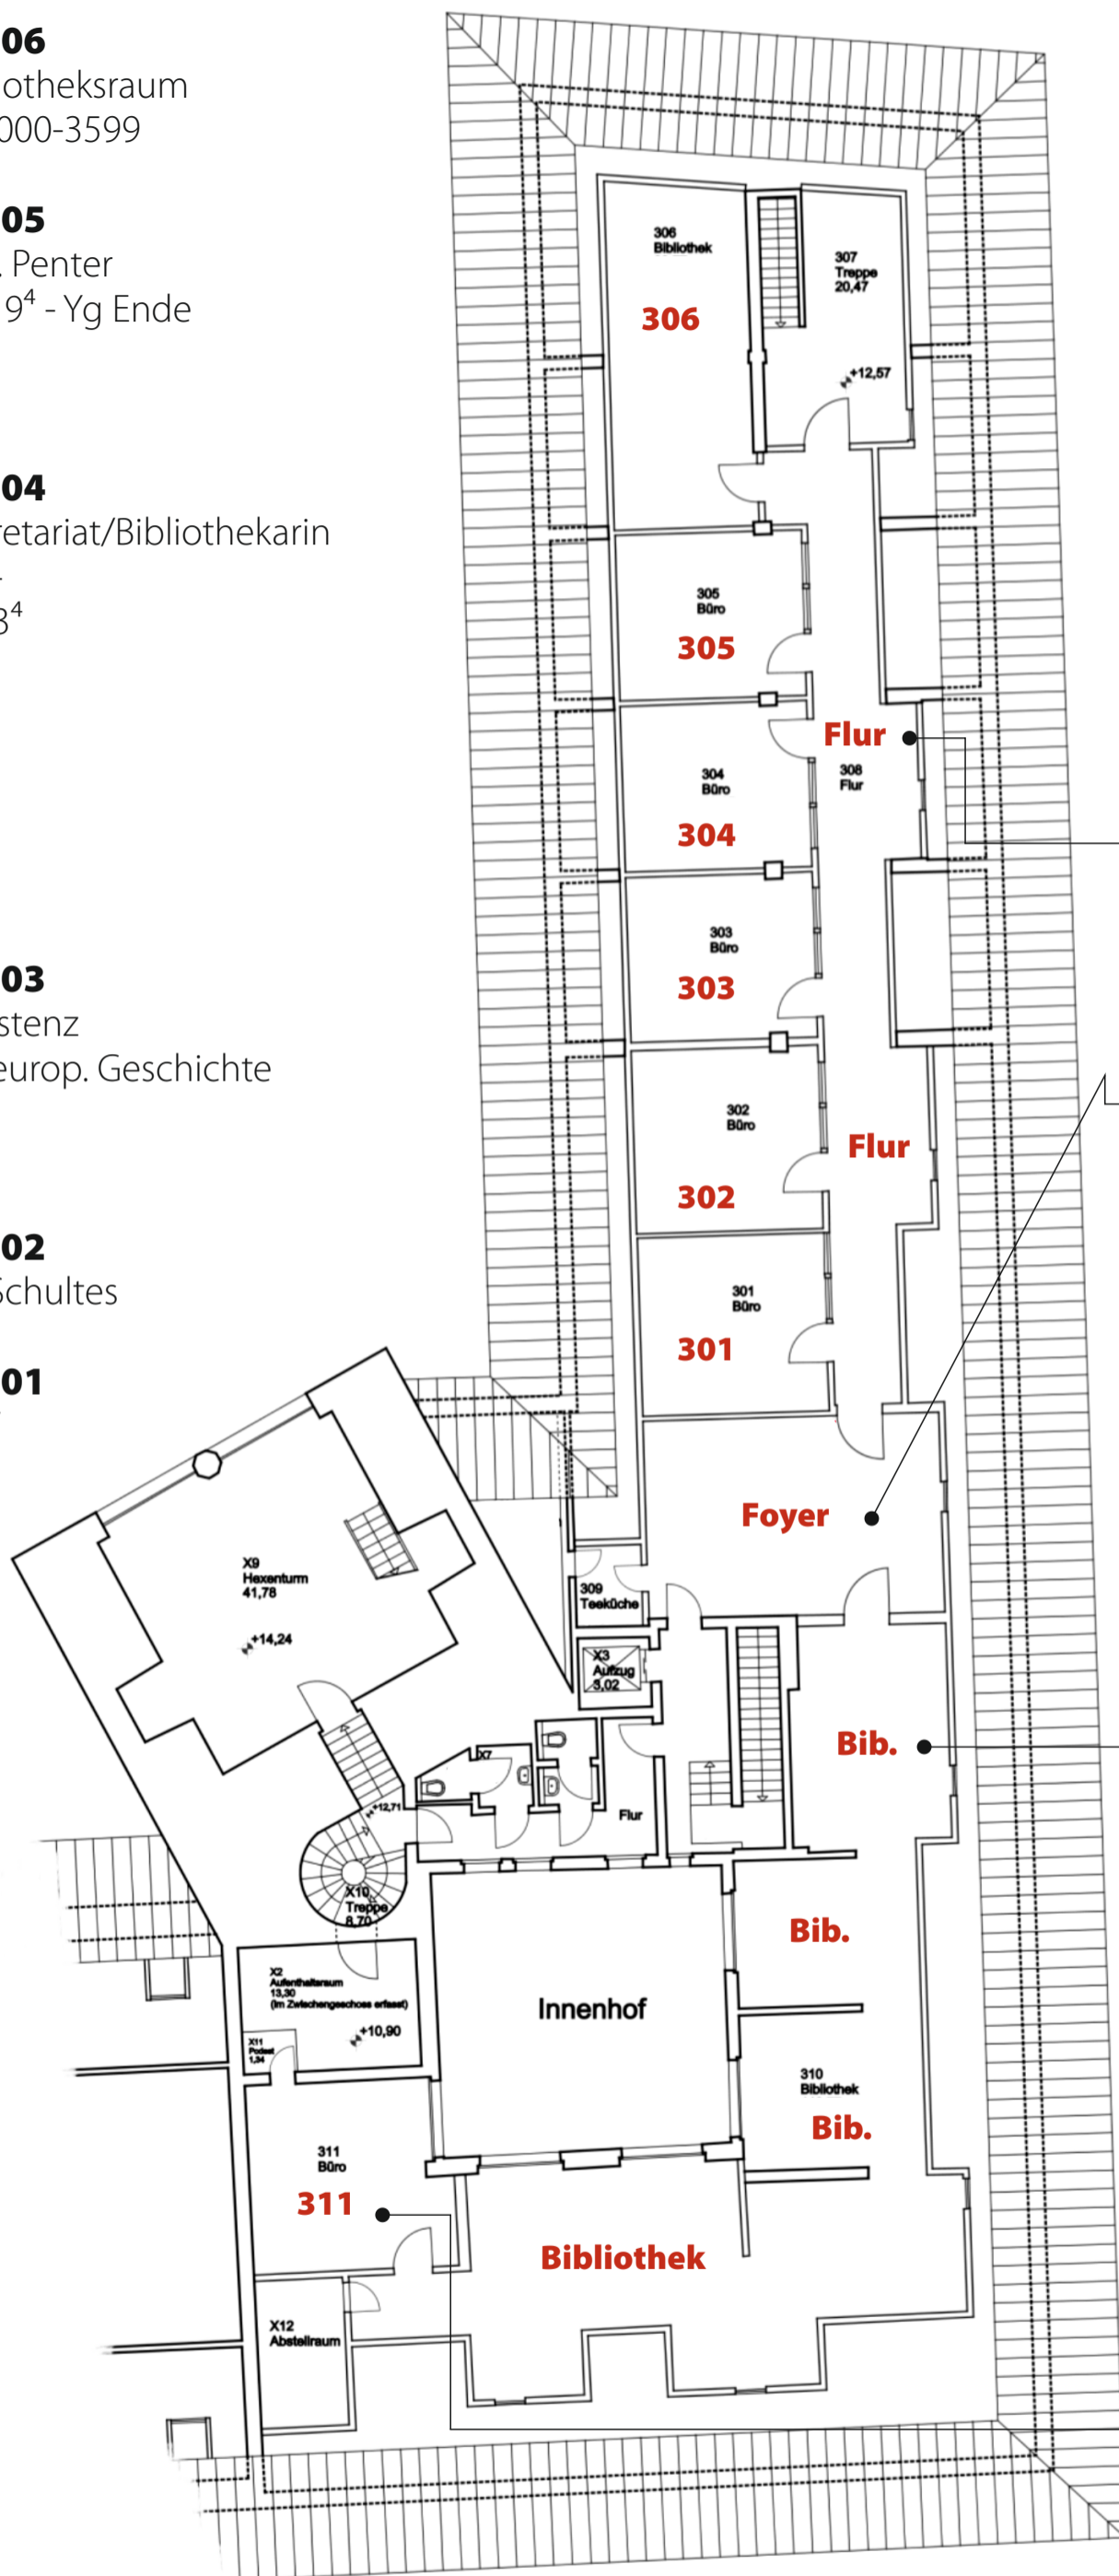 06
otheksraum
000-3599
05
. Penter
9⁴ - Yg Ende
04
retariat/Bibliothekarin
3⁴
03
stenz
europ. Geschichte
02
Schultes
01
306
Bibliothek
306
307
Treppe
20,47
+12,57
305
Büro
305
Flur
304
Büro
304
308
Flur
303
Büro
303
302
Büro
302
Flur
301
Büro
301
Foyer
309
Teeküche
X9
Hexenturm
41,78
+14,24
X3
Aufzug
3,02
X7
Flur
+12,71
X10
Treppe
8,70
Bib.
Bib.
X2
Aufenthaltsraum
13,30
(im Zwischengeschoss erfasst)
+10,90
X11
Podest
1,34
Innenhof
310
Bibliothek
Bib.
311
Büro
311
Bibliothek
X12
Abstellraum